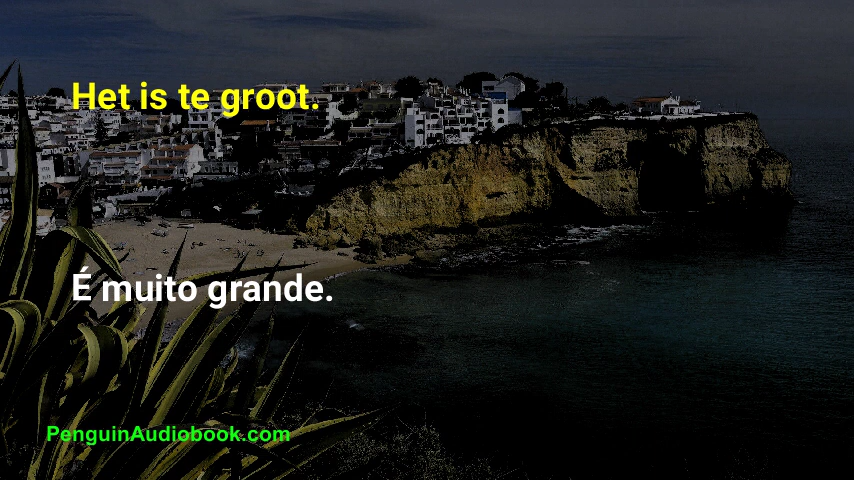 Het is te groot.
É muito grande.
PenguinAudiobook.com